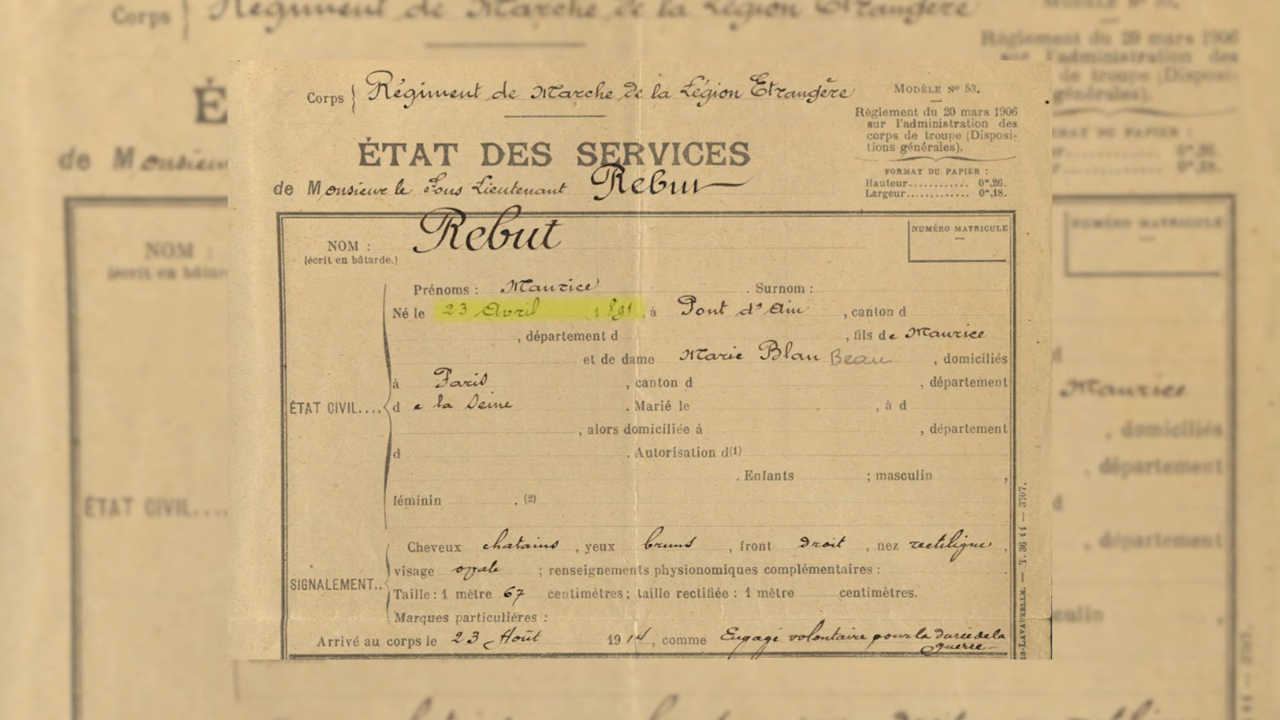 Corps { Régiment de Marche de la Légion Etrangère
MODÈLE N° 53.
Règlement du 20 mars 1906
sur l'administration des
corps de troupe (Disposi-
tions générales).
FORMAT DU PAPIER :
Hauteur........... 0m,26.
Largeur........... 0m,18.
ÉTAT DES SERVICES
de Monsieur le Sous Lieutenant Rebut
NUMÉRO MATRICULE
NOM : Rebut
(écrit en bâtarde.)
Prénoms : Maurice . Surnom :
Né le 23 Avril 1891, à Pont d'Ain , canton d
, département d , fils de Maurice
et de dame Marie Blan Beau , domiciliés
à Paris , canton d , département
ÉTAT CIVIL.... d e la Seine . Marié le , à d
, alors domiciliée à , département
d . Autorisation d(1)
. Enfants ; masculin ,
féminin . (2)
Cheveux chatains , yeux bruns , front droit , nez rectiligne ,
visage ovale ; renseignements physionomiques complémentaires :
SIGNALEMENT.. Taille : 1 mètre 67 centimètres ; taille rectifiée : 1 mètre centimètres.
Marques particulières :
Arrivé au corps le 23 Août 1914, comme Engagé volontaire pour la durée de la
guerre